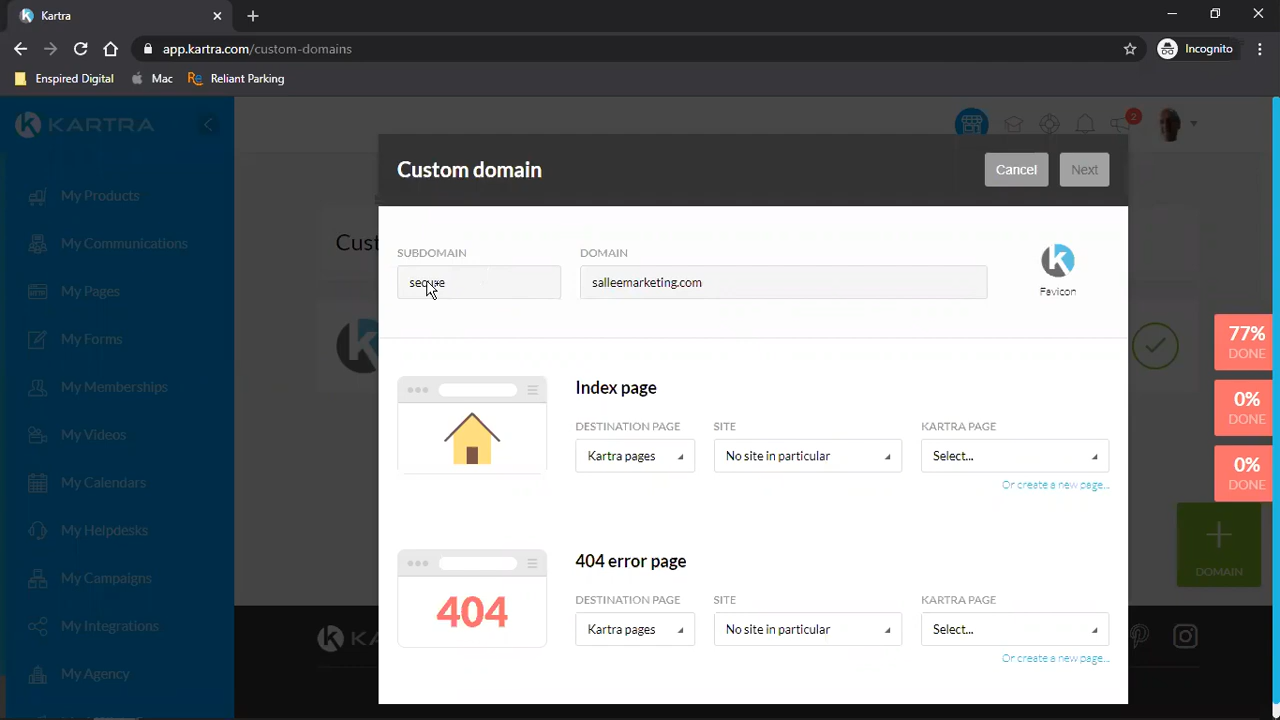 Kartra
app.kartra.com/custom-domains
Incognito
Enspired Digital
Mac
Reliant Parking
KARTRA
2
Custom domain
Cancel
Next
My Products
My Communications
My Pages
My Forms
My Memberships
My Videos
My Calendars
My Helpdesks
My Campaigns
My Integrations
My Agency
Cust
SUBDOMAIN
DOMAIN
secure
salleemarketing.com
Favicon
77%
DONE
0%
DONE
0%
DONE
DOMAIN
Index page
DESTINATION PAGE
SITE
KARTRA PAGE
Kartra pages
No site in particular
Select...
Or create a new page...
404
404 error page
DESTINATION PAGE
SITE
KARTRA PAGE
Kartra pages
No site in particular
Select...
Or create a new page...
KA